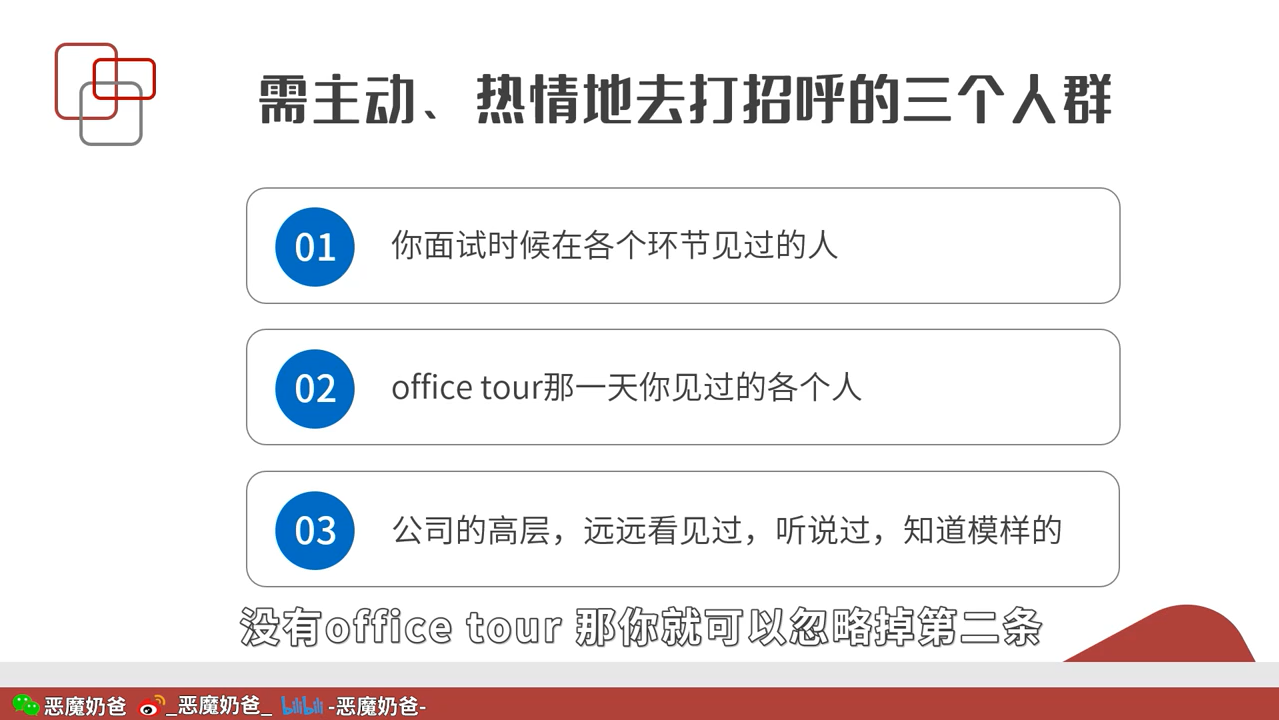 需主动、热情地去打招呼的三个人群
01 你面试时候在各个环节见过的人
02 office tour那一天你见过的各个人
03 公司的高层，远远看见过，听说过，知道模样的
没有office tour 那你就可以忽略掉第二条
恶魔奶爸 _恶魔奶爸_ bilibili -恶魔奶爸-